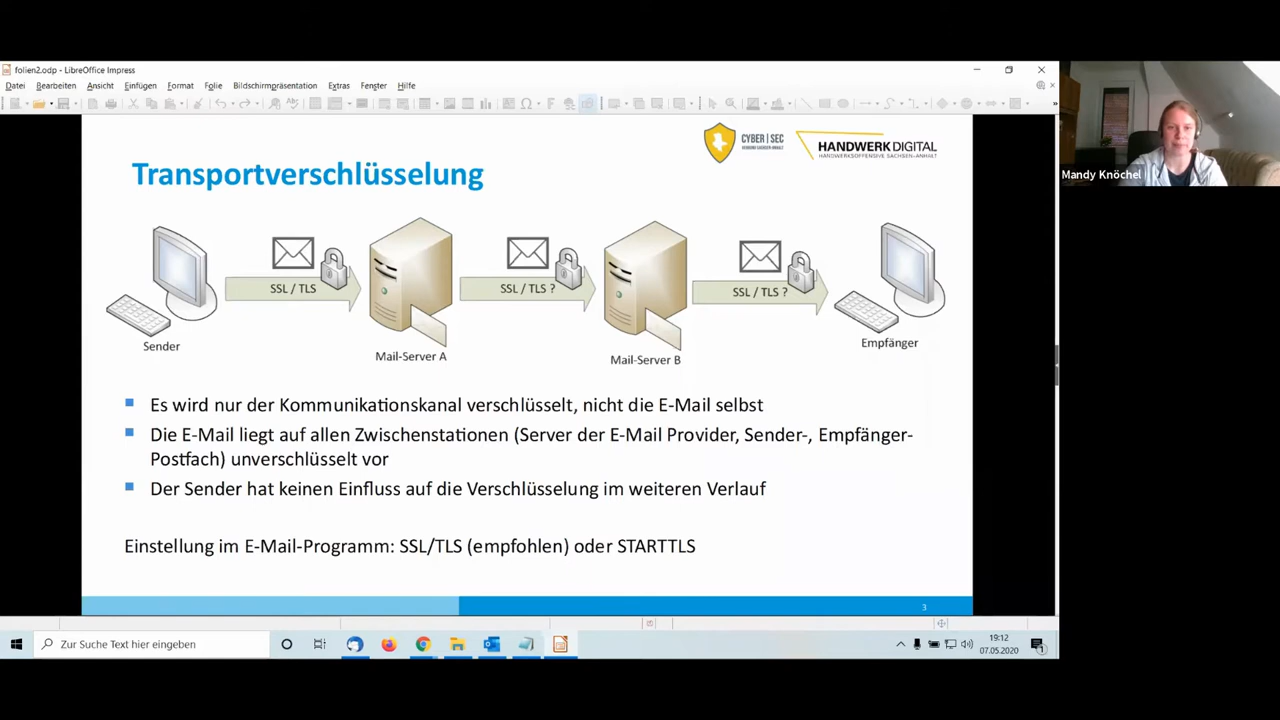 folien2.odp - LibreOffice Impress
Datei Bearbeiten Ansicht Einfügen Format Folie Bildschirmpräsentation Extras Fenster Hilfe
CYBER|SEC
HANDWERK DIGITAL
HANDWERKSOFFENSIVE SACHSEN-ANHALT
Mandy Knöchel
Transportverschlüsselung
SSL / TLS
SSL / TLS ?
SSL / TLS ?
Sender
Mail-Server A
Mail-Server B
Empfänger
Es wird nur der Kommunikationskanal verschlüsselt, nicht die E-Mail selbst
Die E-Mail liegt auf allen Zwischenstationen (Server der E-Mail Provider, Sender-, Empfänger-
Postfach) unverschlüsselt vor
Der Sender hat keinen Einfluss auf die Verschlüsselung im weiteren Verlauf
Einstellung im E-Mail-Programm: SSL/TLS (empfohlen) oder STARTTLS
3
Zur Suche Text hier eingeben
19:12
07.05.2020